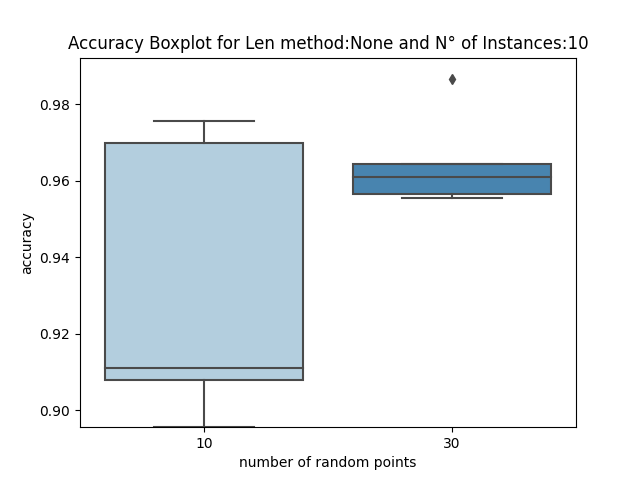 Accuracy Boxplot for Len method:None and N° of Instances:10
0.98
0.96
0.94
0.92
0.90
accuracy
10 30
number of random points